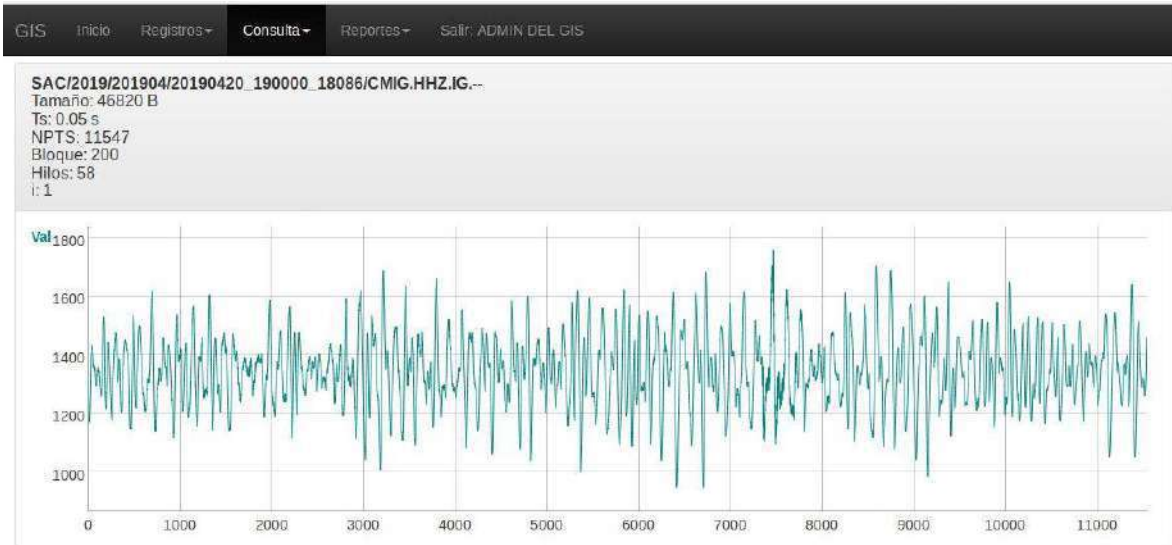 GIS Inicio Registros Consulta Reportes Salir: ADMIN DEL GIS
SAC/2019/201904/20190420_190000_18086/CMIG.HHZ.IG.--
Tamaño: 46820 B
Ts: 0.05 s
NPTS: 11547
Bloque: 200
Hilos: 58
i: 1
Val
1800
1600
1400
1200
1000
0 1000 2000 3000 4000 5000 6000 7000 8000 9000 10000 11000